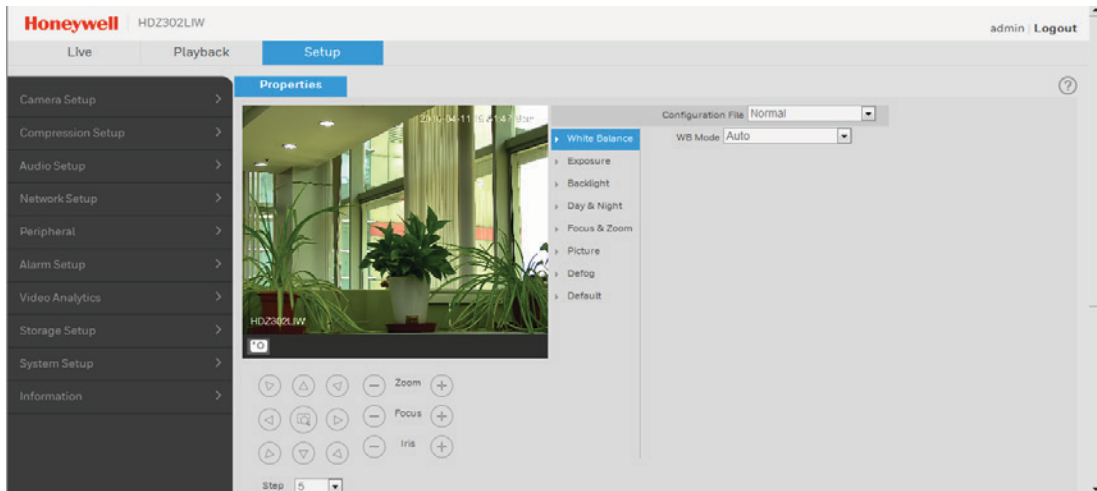 Honeywell HDZ302LIW
admin | Logout
Live Playback Setup
Camera Setup
Compression Setup
Audio Setup
Network Setup
Peripheral
Alarm Setup
Video Analytics
Storage Setup
System Setup
Information
Properties
HDZ302LIW
White Balance
Exposure
Backlight
Day & Night
Focus & Zoom
Picture
Defog
Default
Configuration File Normal
WB Mode Auto
Zoom
Focus
Iris
Step 5